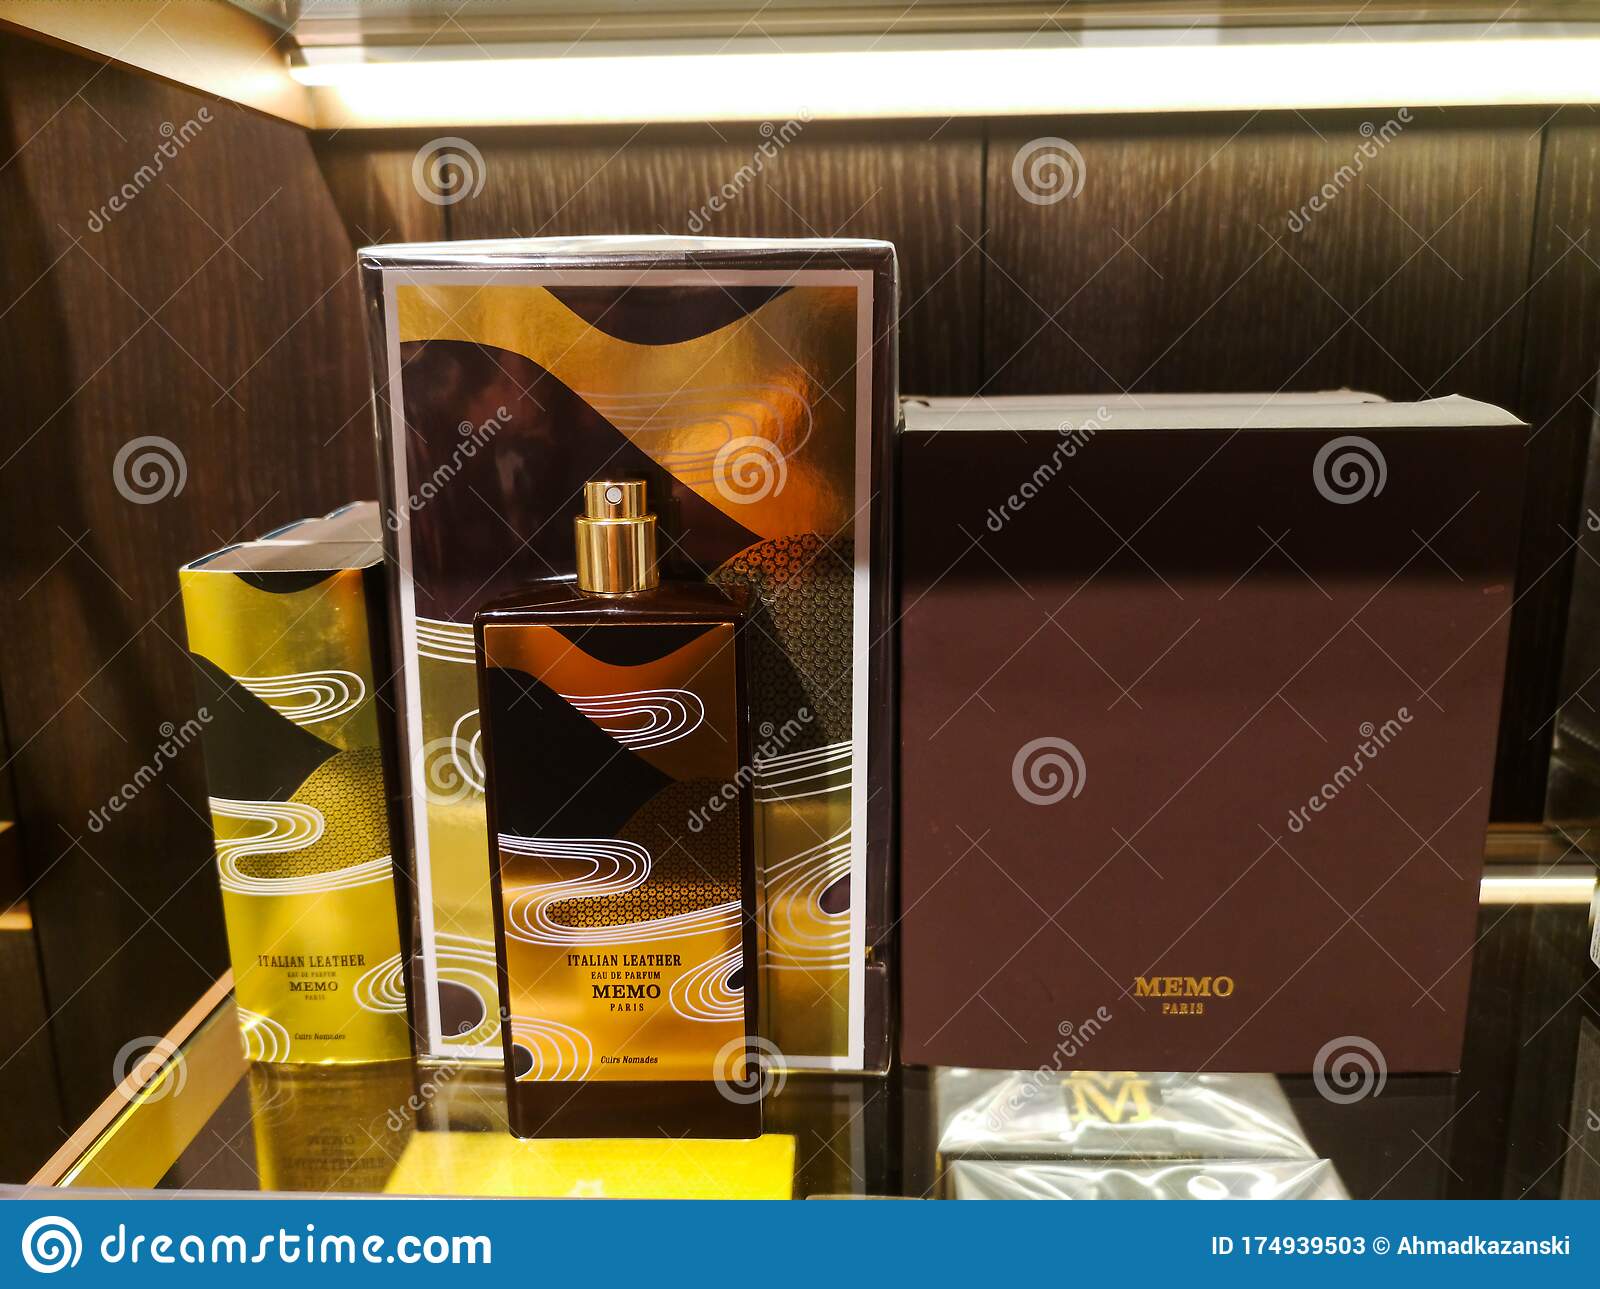 ITALIAN LEATHER
EAU DE PARFUM
MEMO
PARIS
Cuirs Nomades
ITALIAN LEATHER
EAU DE PARFUM
MEMO
PARIS
Cuirs Nomades
MEMO
PARIS
M
dreamstime.com
ID 174939503 © Ahmadkazanski